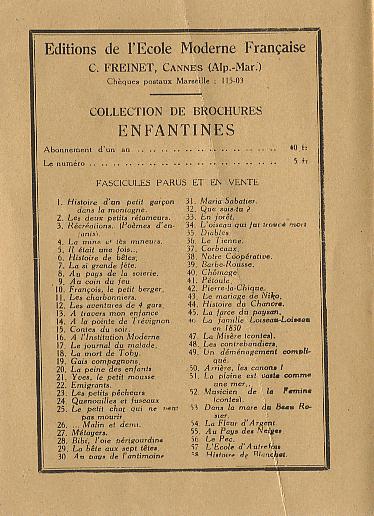 Editions de l'Ecole Moderne Française
C. FREINET, CANNES (Alp.-Mar.)
Chèques postaux Marseille : 115-03
COLLECTION DE BROCHURES
ENFANTINES
Abonnement d'un an .. .. .. .. .. .. .. .. .. 40 fr
Le numéro .. .. .. .. .. .. .. .. .. .. .. .. 5 fr
FASCICULES PARUS ET EN VENTE
1. Histoire d'un petit garçon
dans la montagne.
2. Les deux petits rétameurs.
3. Récréations. (Poèmes d'en-
fants).
4. La mine et les mineurs.
5. Il était une fois...
6. Histoire de bêtes.
7. La si grande fête.
8. Au pays de la soierie.
9. Au coin du feu
10. François, le petit berger.
11. Les charbonniers.
12. Les aventures de 4 gars.
13. A travers mon enfance
14. A la pointe de Trévignon
15. Contes du soir.
16. A l'Institution Moderne
17. Le journal du malade.
18. La mort de Toby.
19. Gais compagnons.
20. La peine des enfants
21. Yves, le petit mousse
22. Emigrants.
23. Les petits pêcheurs
24. Quenouilles et fuseaux
25. Le petit chat qui ne veut
pas mourir
26. ... Malin et demi.
27. Métayers.
28. Bibi, l'oie périgourdine
29. La bête aux sept têtes.
30. Au pays de l'antimoine
31. Maria Sabatier.
32. Que sais-tu ?
33. En forêt.
34. L'oiseau qui fut trouvé mort
35. Diables.
36. Le Tienne.
37. Corbeaux.
38. Notre Coopérative.
39. Barbe-Rousse.
40. Chômage.
41. Pétoule.
42. Pierre-la-Chique.
43. Le mariage de Niko.
44. Histoire du Chanvre.
45. La farce du paysan.
46. La famille Loiseau-Loiseau
en 1830
47. La Misère (contes).
48. Les contrebandiers.
49. Un déménagement compli-
qué.
50. Arrière, les canons !
51. La plaine est vaste comme
une mer...
52. Musicien de la Famine
(contes).
53. Dans la mare du Beau Ro-
sier.
54. La Fleur d'Argent
55. Au Pays des Neiges
56. Le Pec.
57. L'Ecole d'Autrefois
58. Histoire de Blanchet.